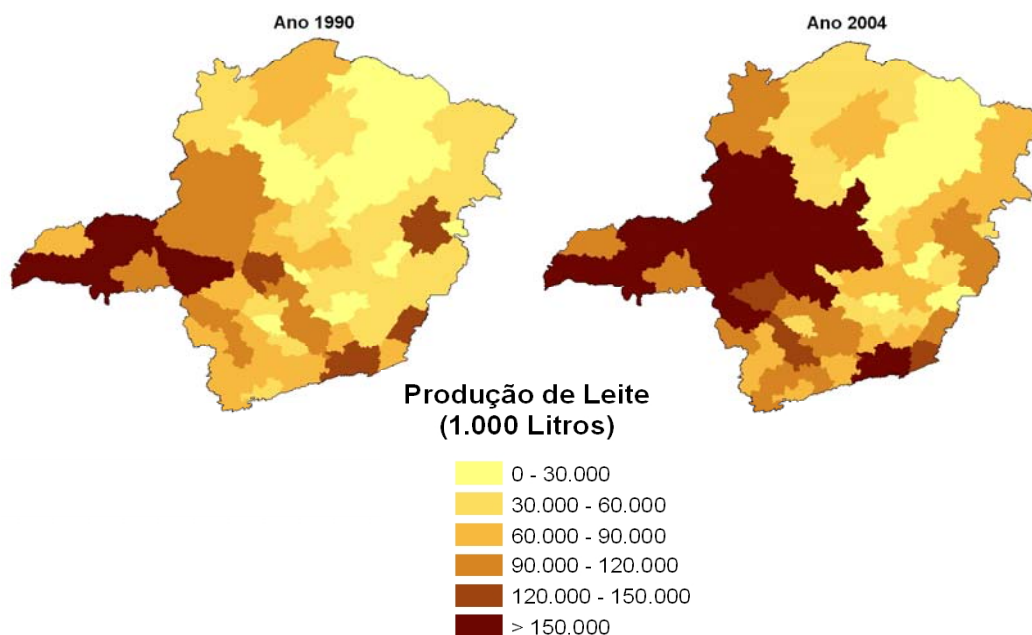 Ano 1990
Ano 2004
Produção de Leite
(1.000 Litros)
0 - 30.000
30.000 - 60.000
60.000 - 90.000
90.000 - 120.000
120.000 - 150.000
> 150.000